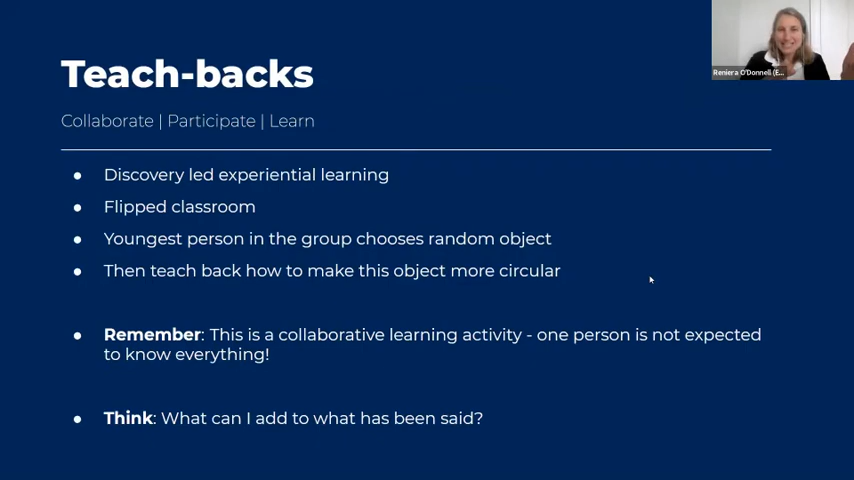 Teach-backs
Reniera O'Donnell (E...
Collaborate | Participate | Learn
● Discovery led experiential learning
● Flipped classroom
● Youngest person in the group chooses random object
● Then teach back how to make this object more circular
● Remember: This is a collaborative learning activity - one person is not expected
to know everything!
● Think: What can I add to what has been said?